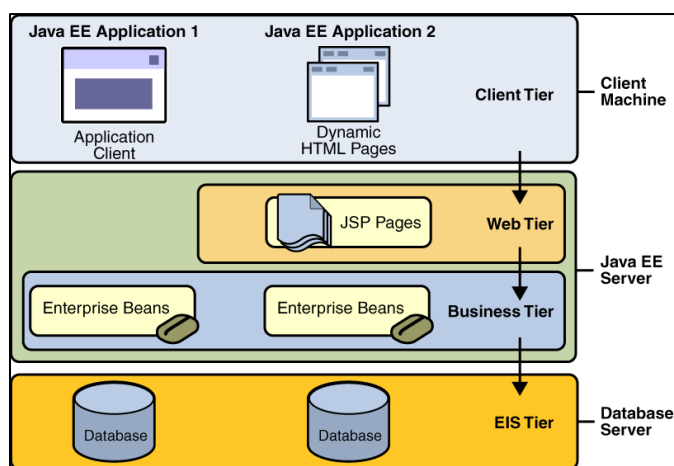 Java EE Application 1
Java EE Application 2
Client Tier
Client
Machine
Application
Client
Dynamic
HTML Pages
JSP Pages
Web Tier
Java EE
Server
Enterprise Beans
Enterprise Beans
Business Tier
Database
Database
EIS Tier
Database
Server